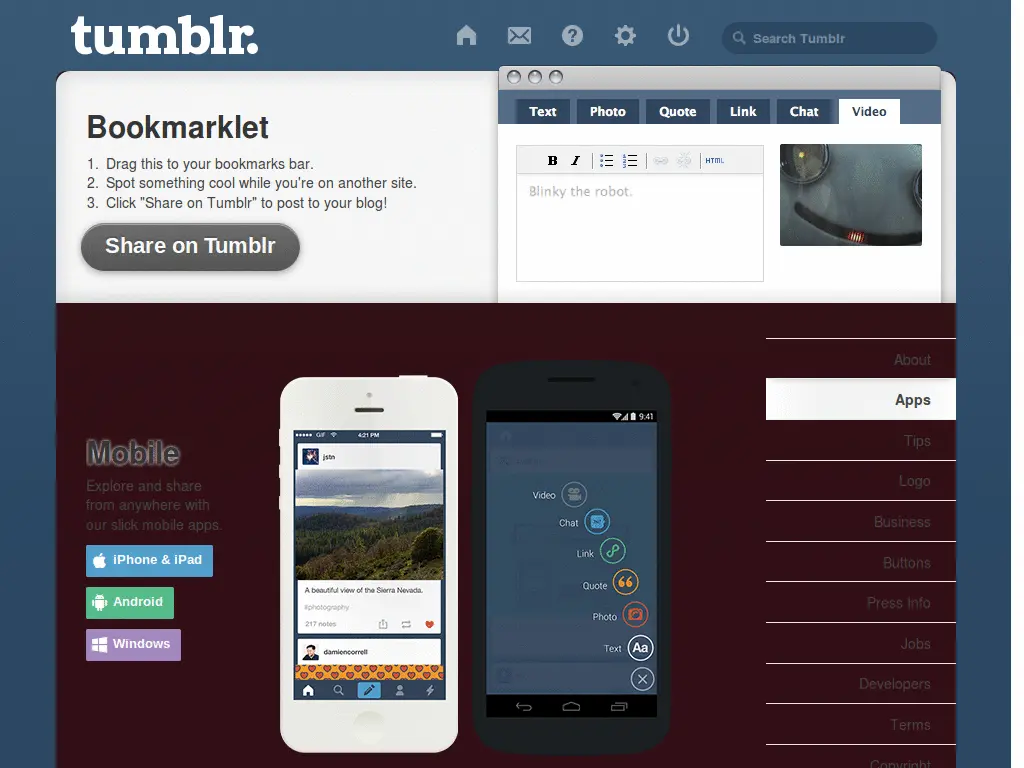 tumblr.
Search Tumblr
Bookmarklet
1. Drag this to your bookmarks bar.
2. Spot something cool while you're on another site.
3. Click "Share on Tumblr" to post to your blog!
Share on Tumblr
Text Photo Quote Link Chat Video
B I HTML
Blinky the robot.
Mobile
Explore and share
from anywhere with
our slick mobile apps.
iPhone & iPad
Android
Windows
GIF 4:21 PM
jstn
A beautiful view of the Sierra Nevada.
#photography
217 notes
damiencorrell
9:41
Video
Chat
Link
Quote
Photo
Text Aa
About
Apps
Tips
Logo
Business
Buttons
Press Info
Jobs
Developers
Terms
Copyright